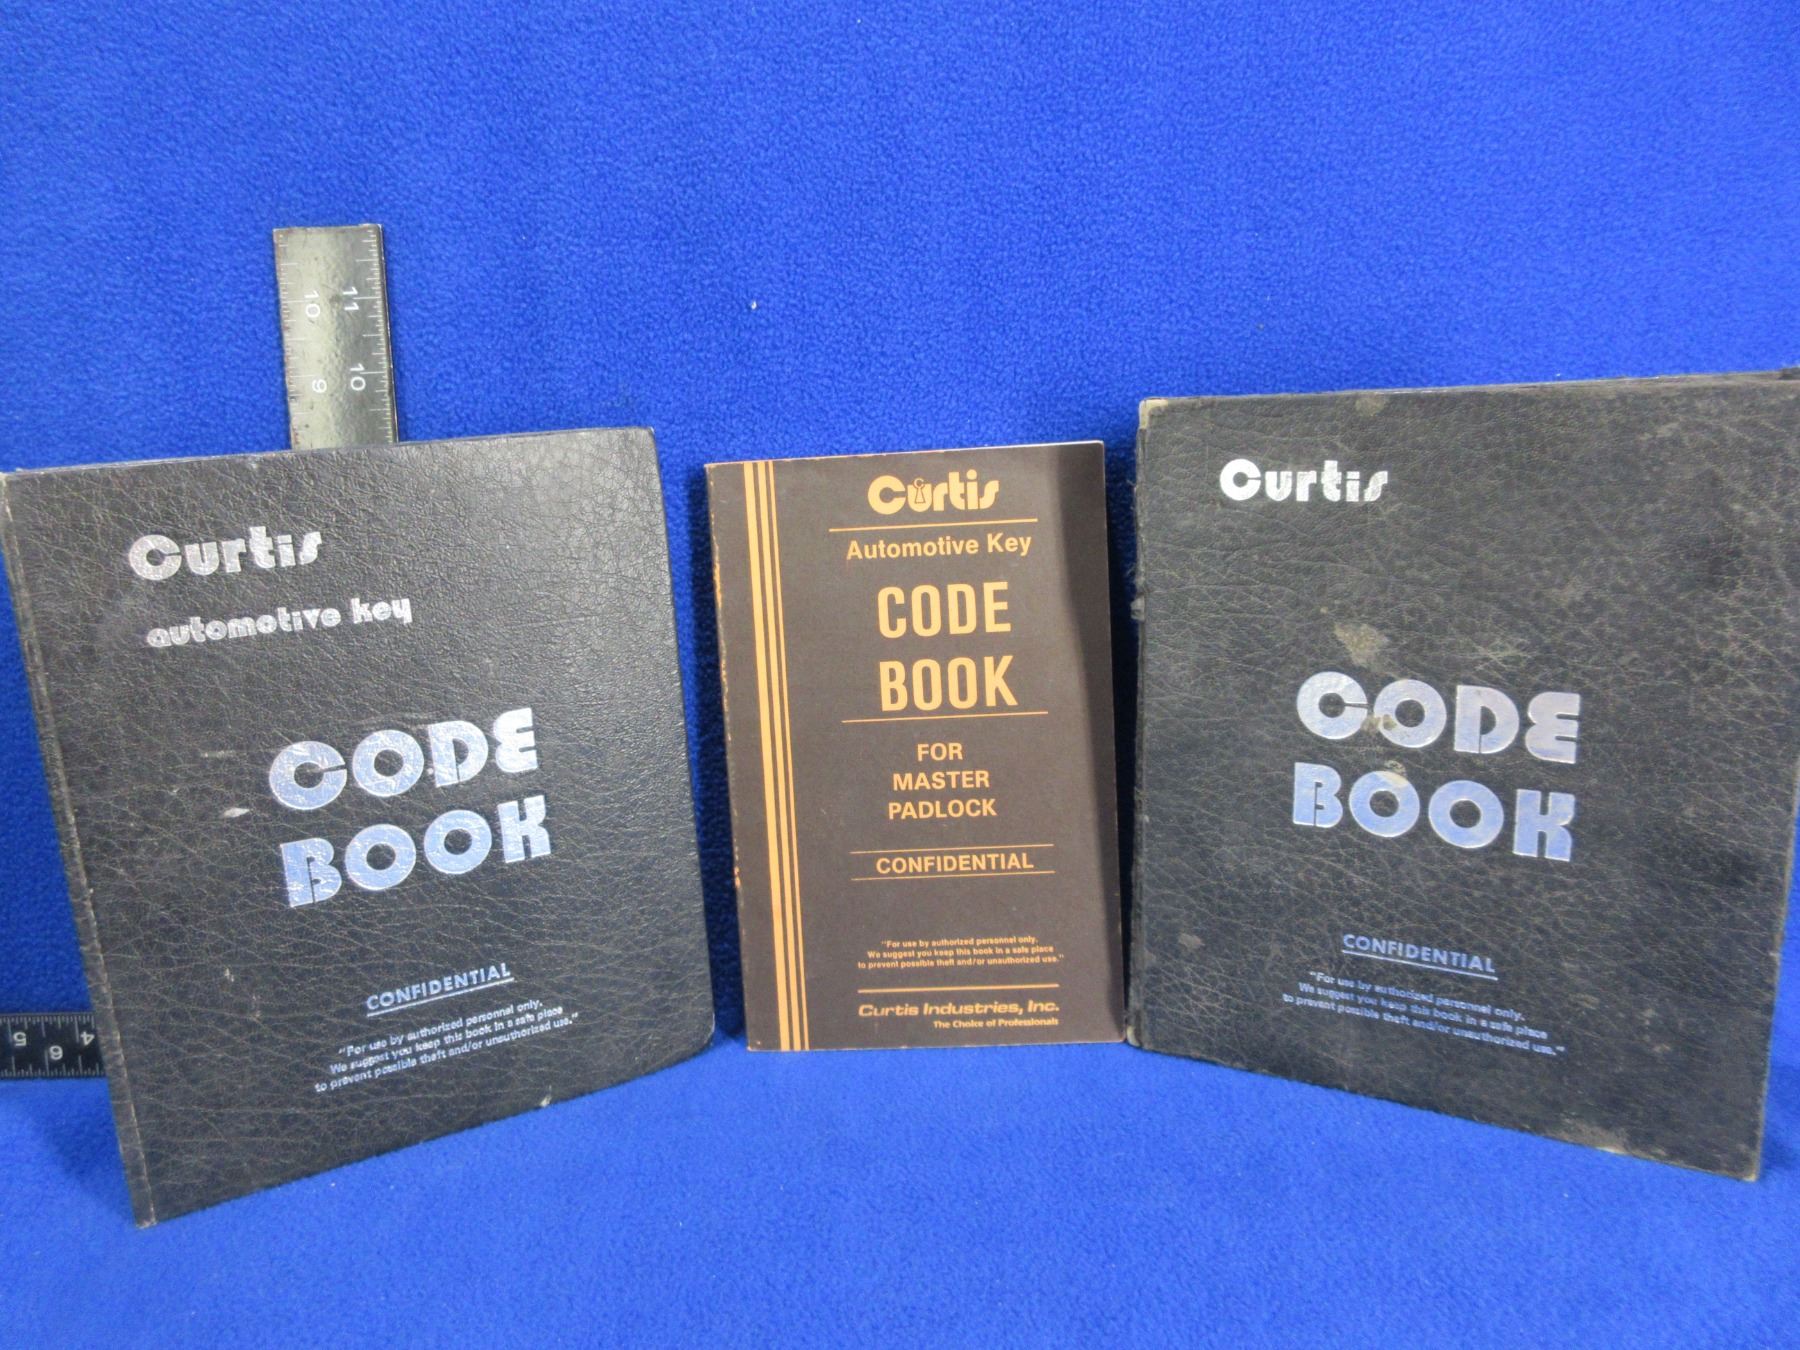 11
10
10
9
Curtis
automotive key
CODE
BOOK
CONFIDENTIAL
"For use by authorized personnel only.
We suggest you keep this book in a safe place
to prevent possible theft and/or unauthorized use."
5
6
4
Curtis
Automotive Key
CODE
BOOK
FOR
MASTER
PADLOCK
CONFIDENTIAL
"For use by authorized personnel only.
We suggest you keep this book in a safe place
to prevent possible theft and/or unauthorized use."
Curtis Industries, Inc.
The Choice of Professionals
Curtis
CODE
BOOK
CONFIDENTIAL
"For use by authorized personnel only.
We suggest you keep this book in a safe place
to prevent possible theft and/or unauthorized use."